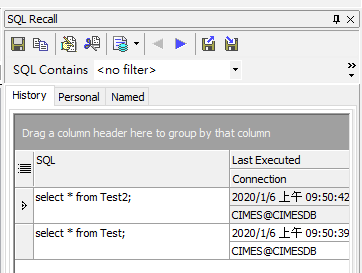 SQL Recall
SQL Contains <no filter>
History Personal Named
Drag a column header here to group by that column
SQL Last Executed
Connection
select * from Test2; 2020/1/6 上午 09:50:42
CIMES@CIMESDB
select * from Test; 2020/1/6 上午 09:50:39
CIMES@CIMESDB